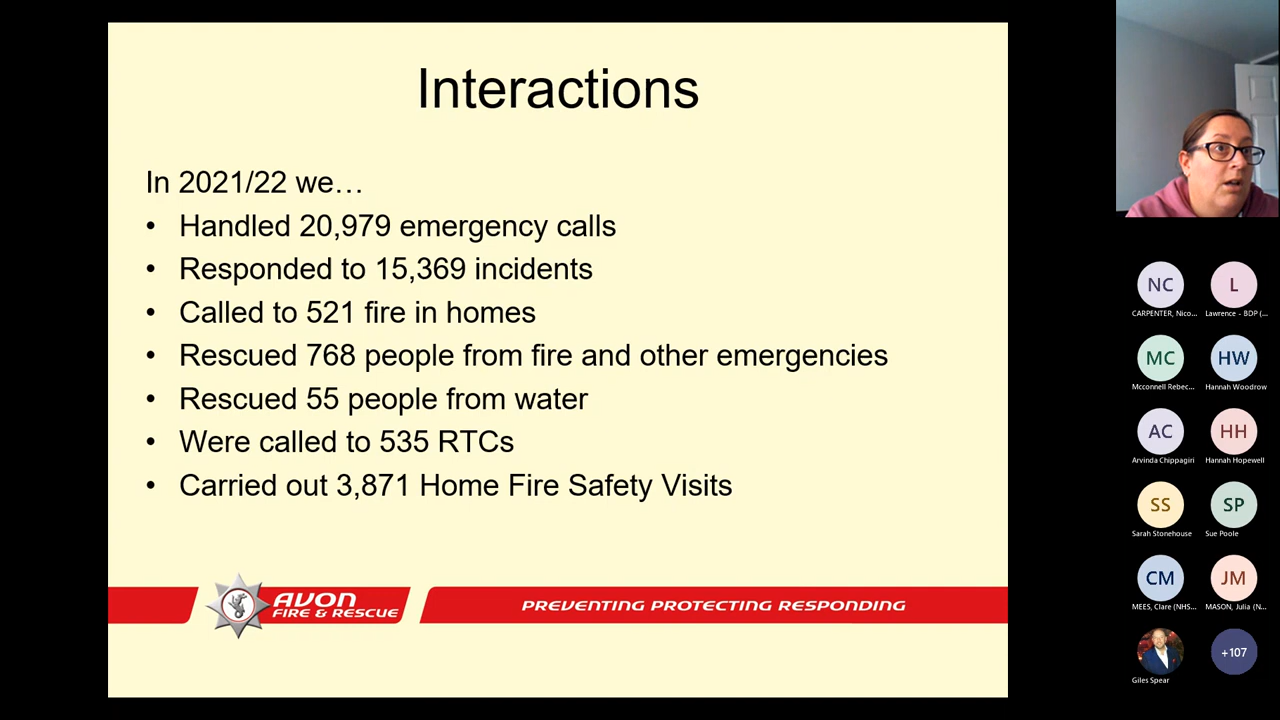 Interactions
In 2021/22 we…
• Handled 20,979 emergency calls
• Responded to 15,369 incidents
• Called to 521 fire in homes
• Rescued 768 people from fire and other emergencies
• Rescued 55 people from water
• Were called to 535 RTCs
• Carried out 3,871 Home Fire Safety Visits
AVON
FIRE & RESCUE
PREVENTING PROTECTING RESPONDING
NC
L
CARPENTER, Nico...
Lawrence - BDP (...
MC
HW
Mcconnell Rebec...
Hannah Woodrow
AC
HH
Arvinda Chippagiri
Hannah Hopewell
SS
SP
Sarah Stonehouse
Sue Poole
CM
JM
MEES, Clare (NHS...
MASON, Julia (N...
+107
Giles Spear